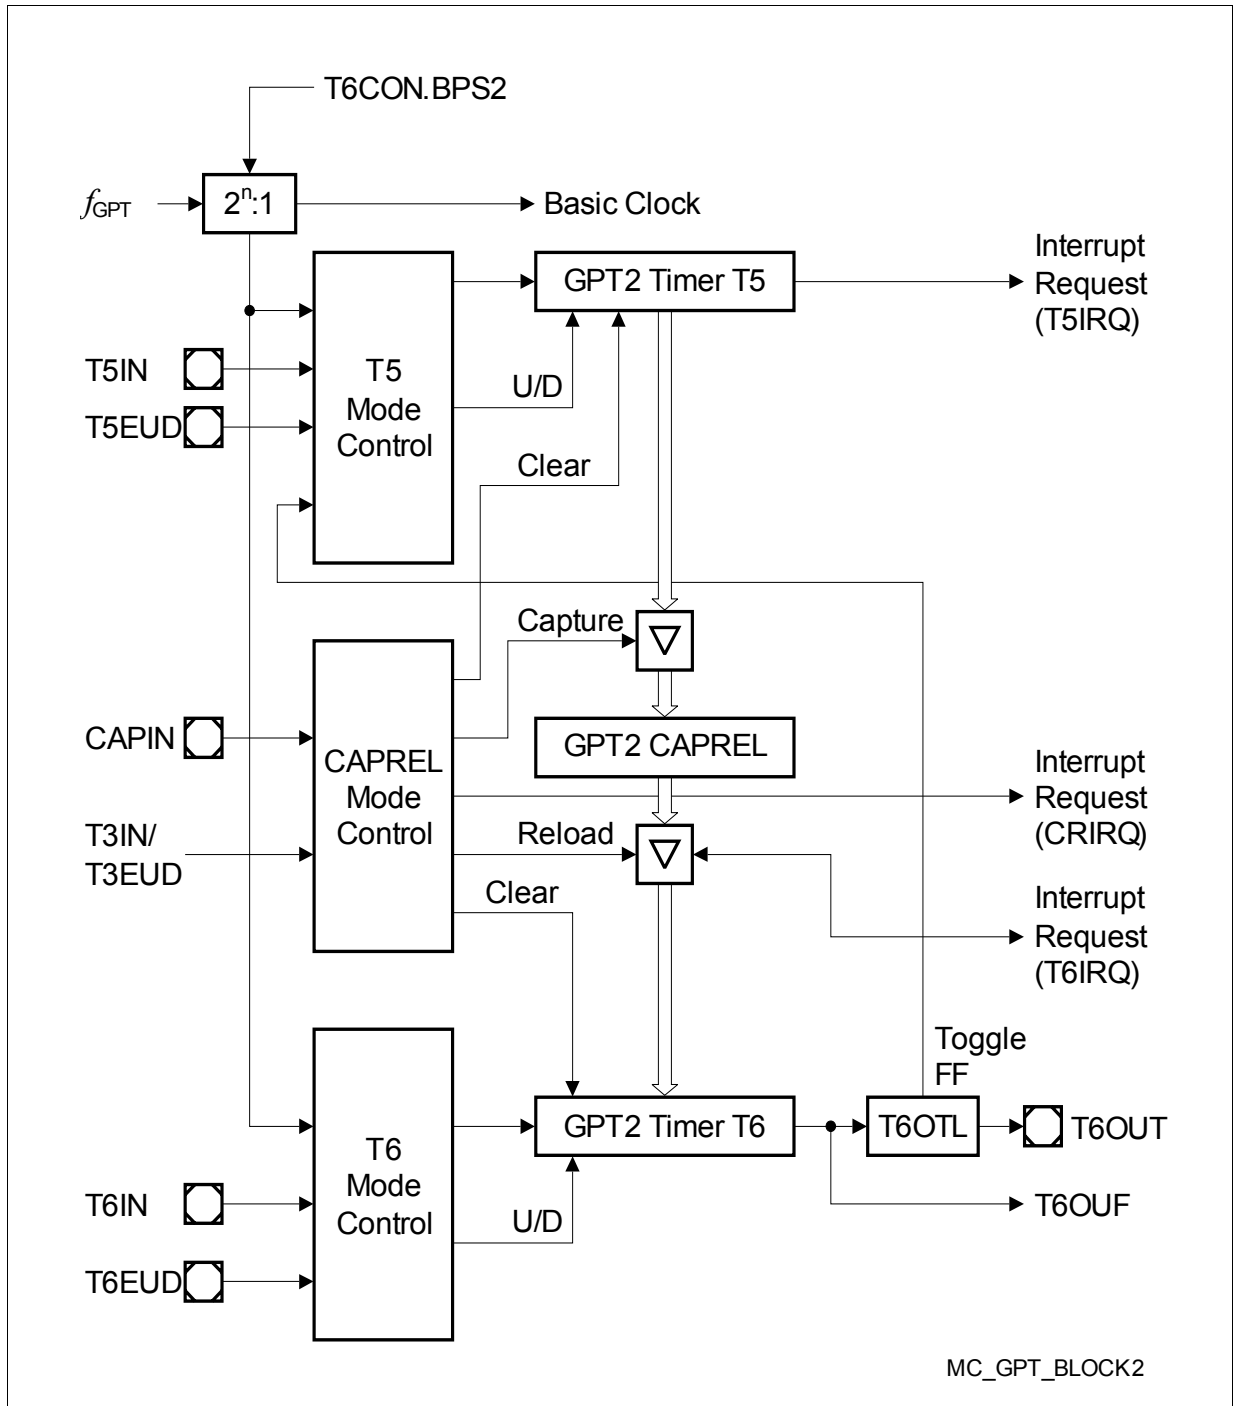 T6CON.BPS2
fGPT
2ⁿ:1
Basic Clock
Interrupt
Request
(T5IRQ)
GPT2 Timer T5
T5IN
T5
Mode
Control
U/D
T5EUD
Clear
Capture
CAPIN
CAPREL
Mode
Control
GPT2 CAPREL
Interrupt
Request
(CRIRQ)
T3IN/
T3EUD
Reload
Clear
Interrupt
Request
(T6IRQ)
Toggle
FF
T6
Mode
Control
GPT2 Timer T6
T6OTL
T6OUT
T6IN
U/D
T6OUF
T6EUD
MC_GPT_BLOCK2